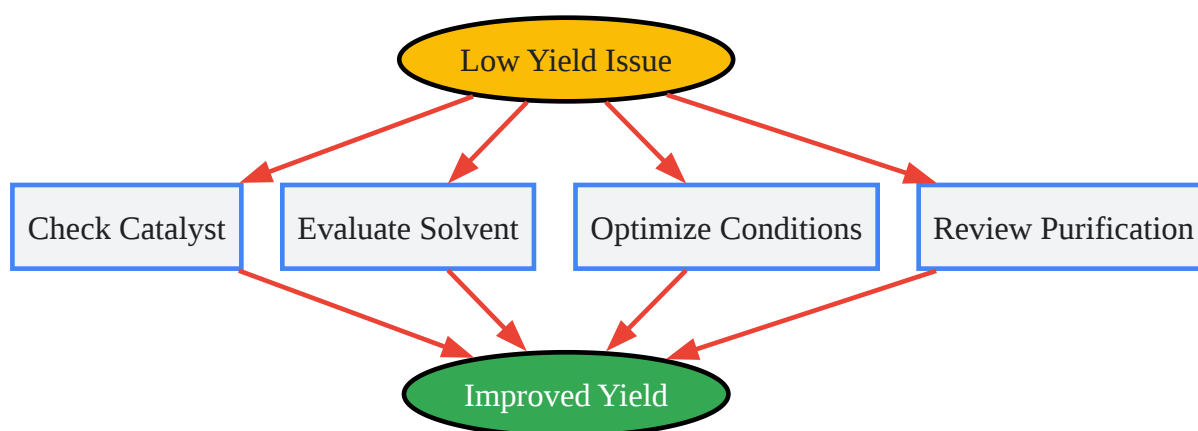 Low Yield Issue
Check Catalyst
Evaluate Solvent
Optimize Conditions
Review Purification
Improved Yield